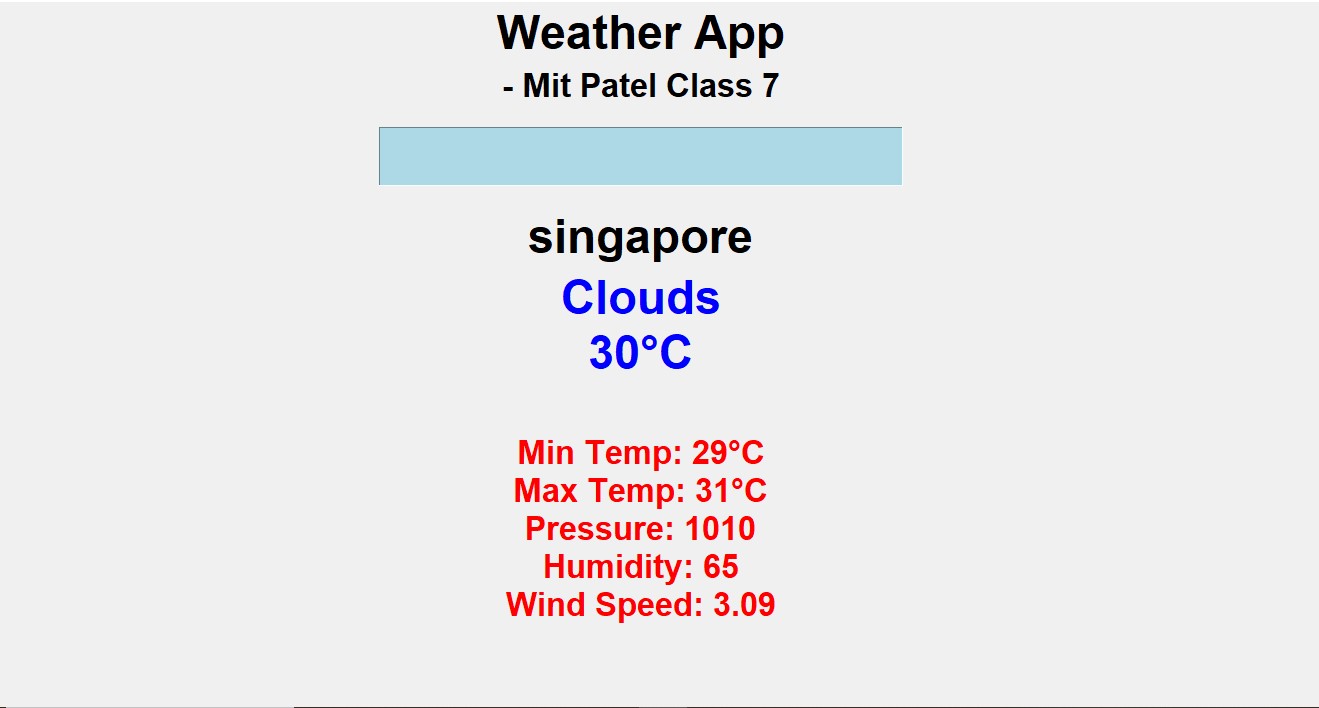 Weather App
- Mit Patel Class 7
singapore
Clouds
30°C
Min Temp: 29°C
Max Temp: 31°C
Pressure: 1010
Humidity: 65
Wind Speed: 3.09